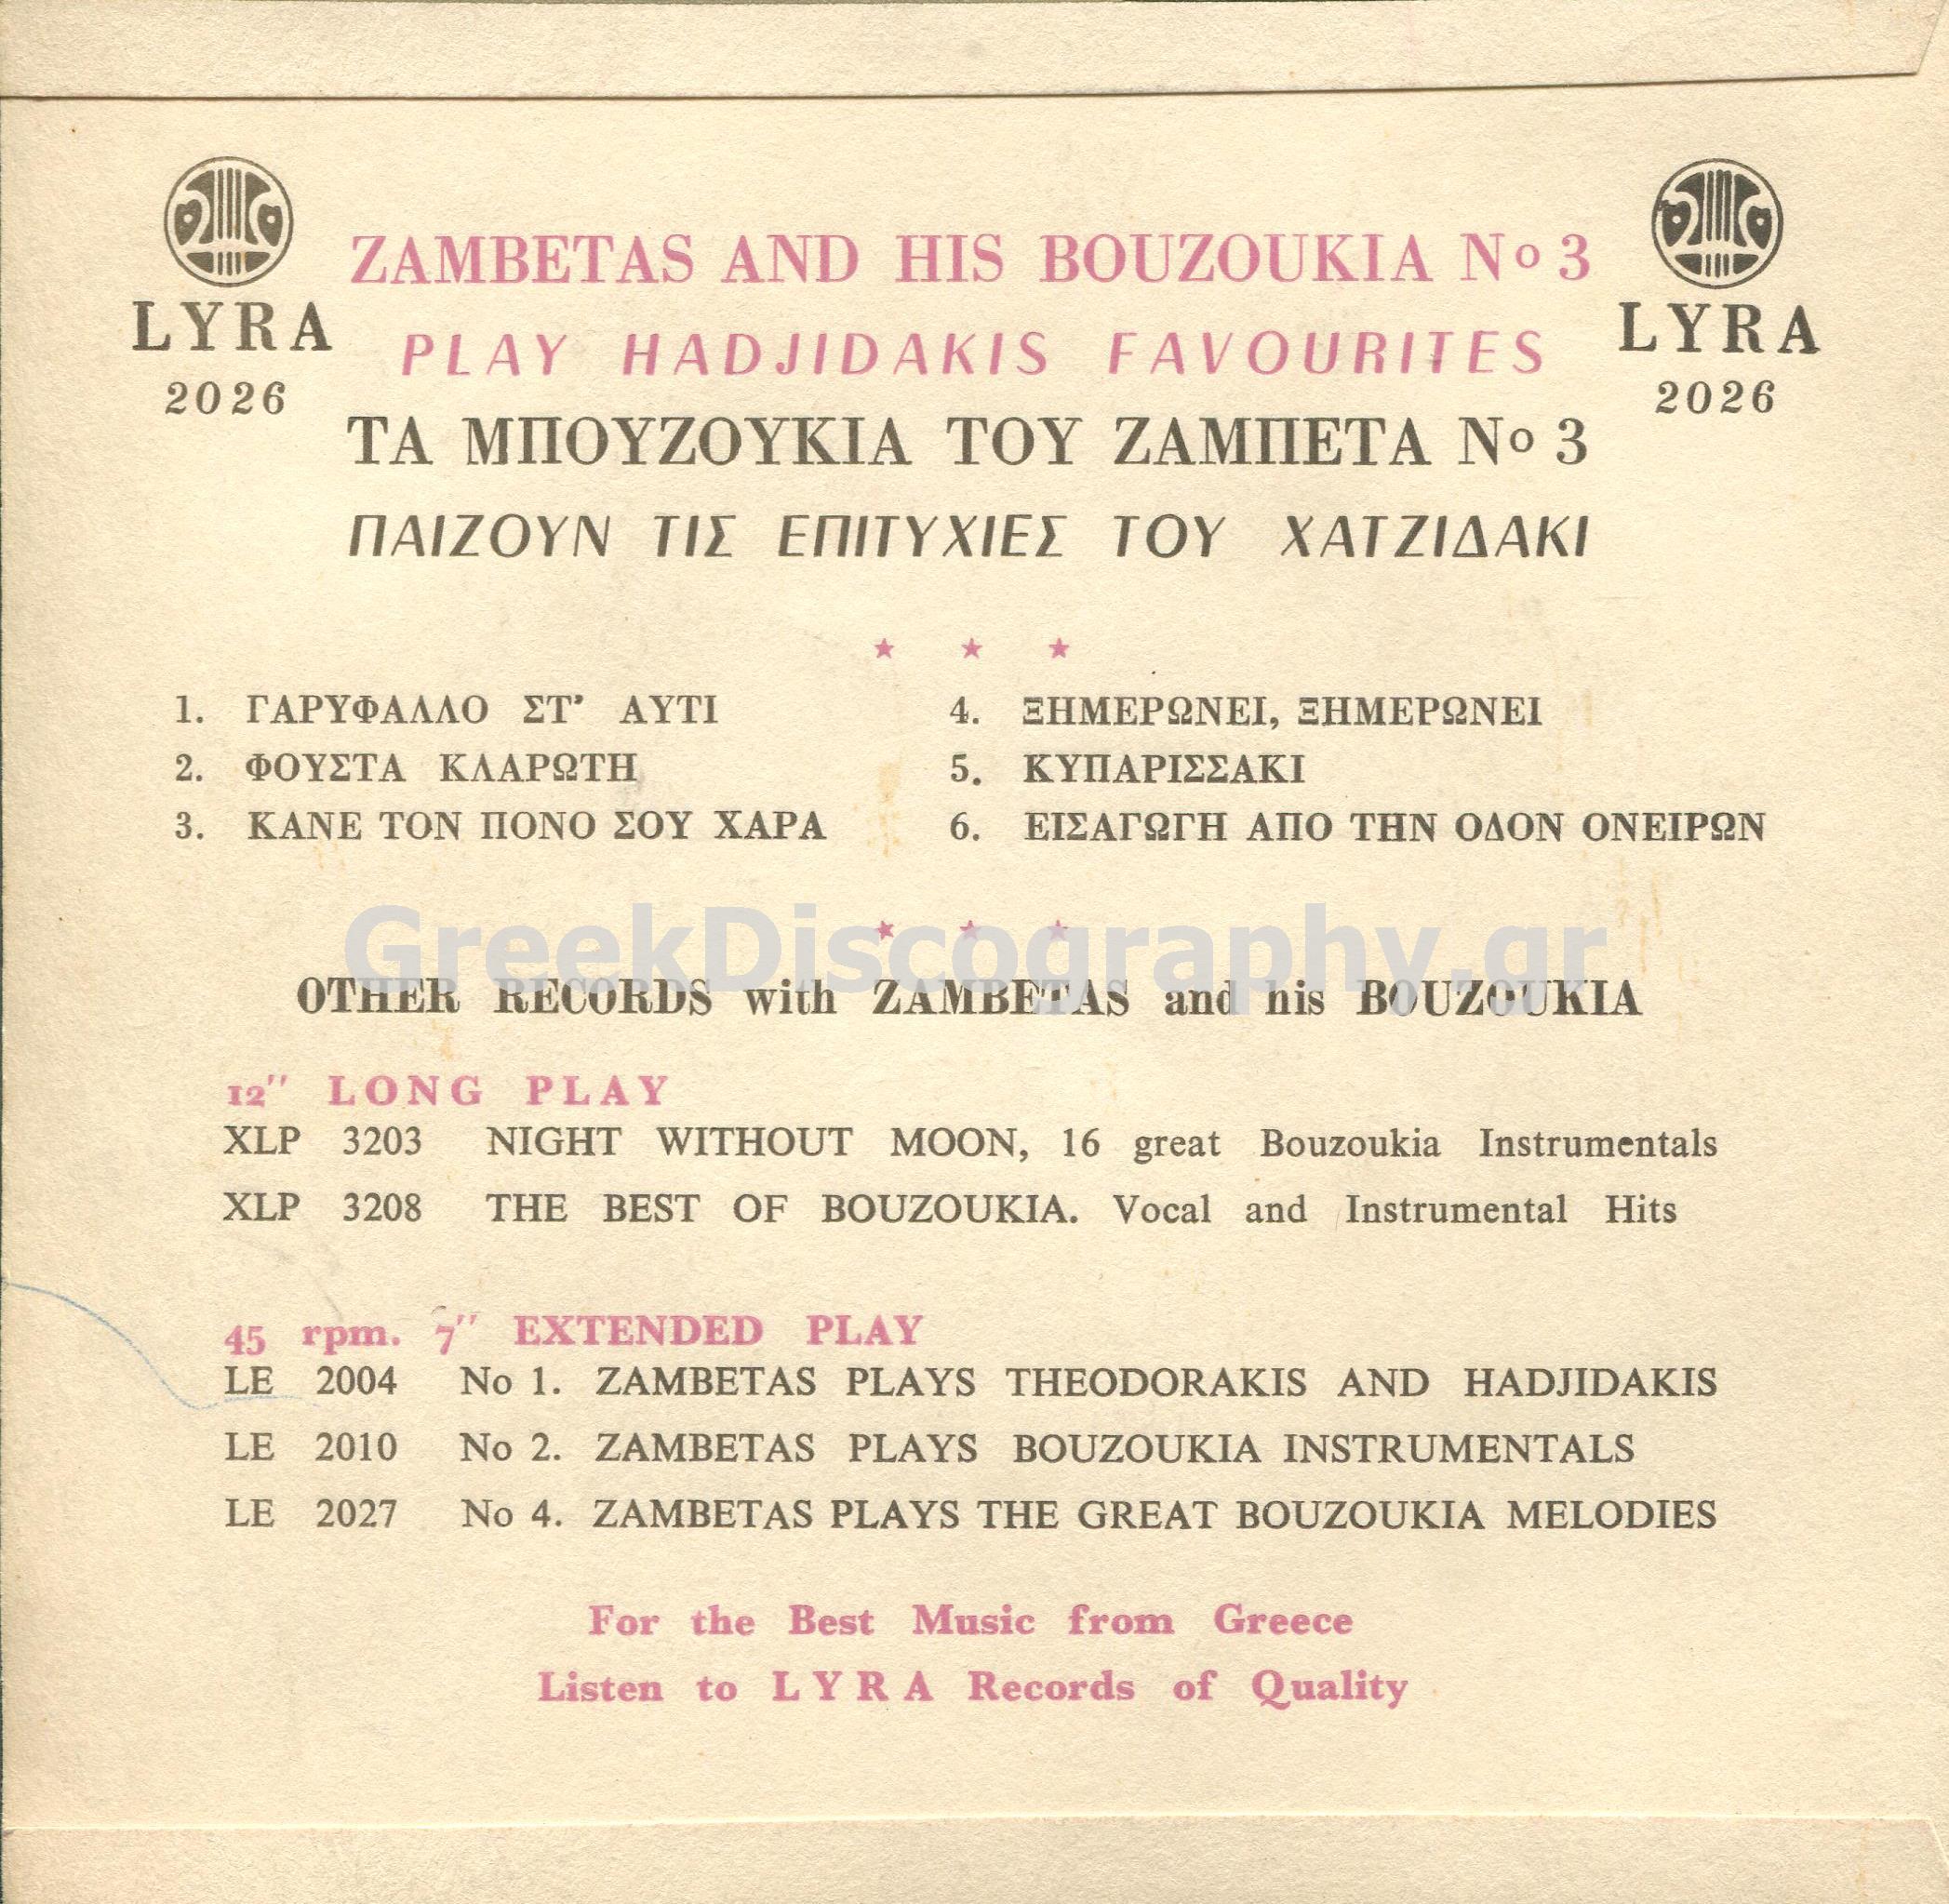 LYRA
2026
ZAMBETAS AND HIS BOUZOUKIA No 3
PLAY HADJIDAKIS FAVOURITES
ΤΑ ΜΠΟΥΖΟΥΚΙΑ ΤΟΥ ΖΑΜΠΕΤΑ No 3
ΠΑΙΖΟΥΝ ΤΙΣ ΕΠΙΤΥΧΙΕΣ ΤΟΥ ΧΑΤΖΙΔΑΚΙ
LYRA
2026
1. ΓΑΡΥΦΑΛΛΟ ΣΤ' ΑΥΤΙ
2. ΦΟΥΣΤΑ ΚΛΑΡΩΤΗ
3. ΚΑΝΕ ΤΟΝ ΠΟΝΟ ΣΟΥ ΧΑΡΑ
4. ΞΗΜΕΡΩΝΕΙ, ΞΗΜΕΡΩΝΕΙ
5. ΚΥΠΑΡΙΣΣΑΚΙ
6. ΕΙΣΑΓΩΓΗ ΑΠΟ ΤΗΝ ΟΔΟΝ ΟΝΕΙΡΩΝ
GreekDiscography.gr
OTHER RECORDS with ZAMBETAS and his BOUZOUKIA
12" LONG PLAY
XLP 3203 NIGHT WITHOUT MOON, 16 great Bouzoukia Instrumentals
XLP 3208 THE BEST OF BOUZOUKIA. Vocal and Instrumental Hits
45 rpm. 7" EXTENDED PLAY
LE 2004 No 1. ZAMBETAS PLAYS THEODORAKIS AND HADJIDAKIS
LE 2010 No 2. ZAMBETAS PLAYS BOUZOUKIA INSTRUMENTALS
LE 2027 No 4. ZAMBETAS PLAYS THE GREAT BOUZOUKIA MELODIES
For the Best Music from Greece
Listen to LYRA Records of Quality